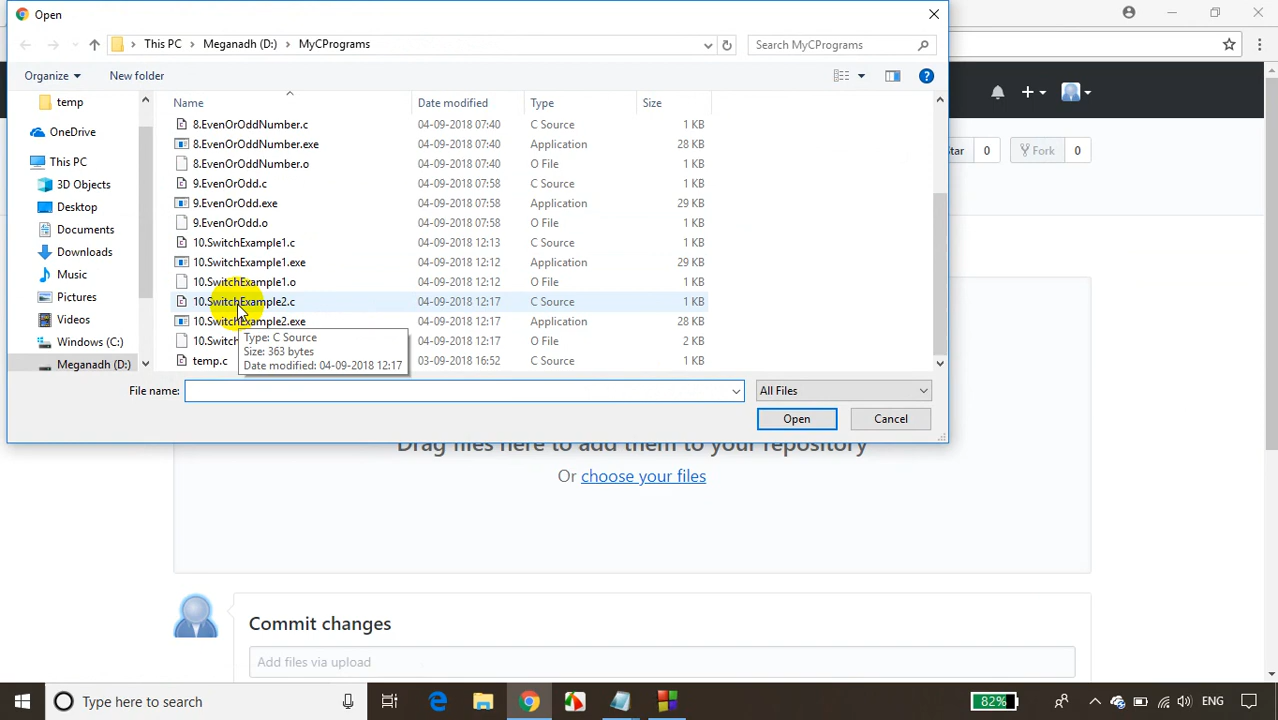 Open
This PC > Meganadh (D:) > MyCPrograms
Search MyCPrograms
Organize
New folder
Name
Date modified
Type
Size
temp
OneDrive
This PC
3D Objects
Desktop
Documents
Downloads
Music
Pictures
Videos
Windows (C:)
Meganadh (D:)
8.EvenOrOddNumber.c 04-09-2018 07:40 C Source 1 KB
8.EvenOrOddNumber.exe 04-09-2018 07:40 Application 28 KB
8.EvenOrOddNumber.o 04-09-2018 07:40 O File 1 KB
9.EvenOrOdd.c 04-09-2018 07:58 C Source 1 KB
9.EvenOrOdd.exe 04-09-2018 07:58 Application 29 KB
9.EvenOrOdd.o 04-09-2018 07:58 O File 1 KB
10.SwitchExample1.c 04-09-2018 12:13 C Source 1 KB
10.SwitchExample1.exe 04-09-2018 12:12 Application 29 KB
10.SwitchExample1.o 04-09-2018 12:12 O File 1 KB
10.SwitchExample2.c 04-09-2018 12:17 C Source 1 KB
10.SwitchExample2.exe 04-09-2018 12:17 Application 28 KB
10.Switch 04-09-2018 12:17 O File 2 KB
temp.c 03-09-2018 16:52 C Source 1 KB
Type: C Source
Size: 363 bytes
Date modified: 04-09-2018 12:17
File name:
All Files
Open
Cancel
Star 0 Fork 0
Drag files here to add them to your repository
Or choose your files
Commit changes
Add files via upload
Type here to search
82%
ENG